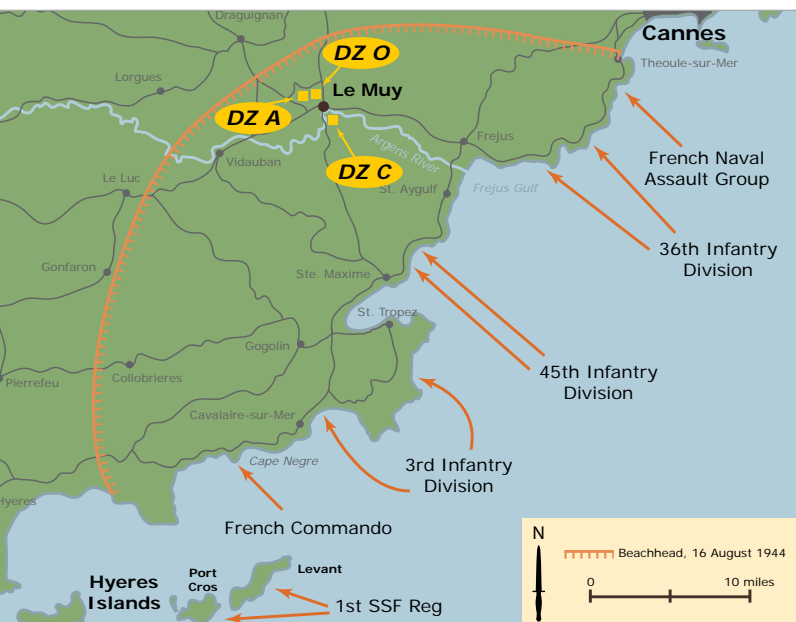 Draguignan
Cannes
DZ O
Theoule-sur-Mer
Lorgues
Le Muy
DZ A
Frejus
Argens River
French Naval
Assault Group
Vidauban
DZ C
Le Luc
St. Aygulf
Frejus Gulf
36th Infantry
Division
Gonfaron
Ste. Maxime
St. Tropez
Gogolin
45th Infantry
Division
Pierrefeu
Collobrieres
Cavalaire-sur-Mer
Cape Negre
3rd Infantry
Division
Hyeres
French Commando
N
Beachhead, 16 August 1944
0
10 miles
Hyeres
Islands
Port
Cros
Levant
1st SSF Reg